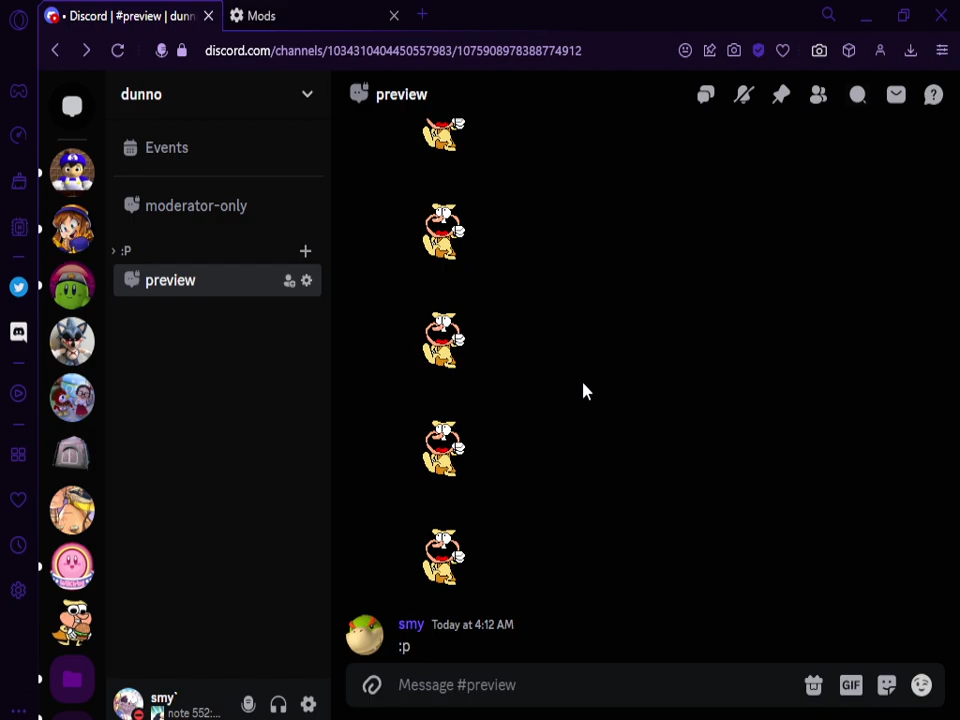 Discord | #preview | dunn
Mods
discord.com/channels/1034310404450557983/1075908978388774912
dunno
preview
Events
moderator-only
:P
preview
smy Today at 4:12 AM
:p
Message #preview
GIF
smy`
note 552:...